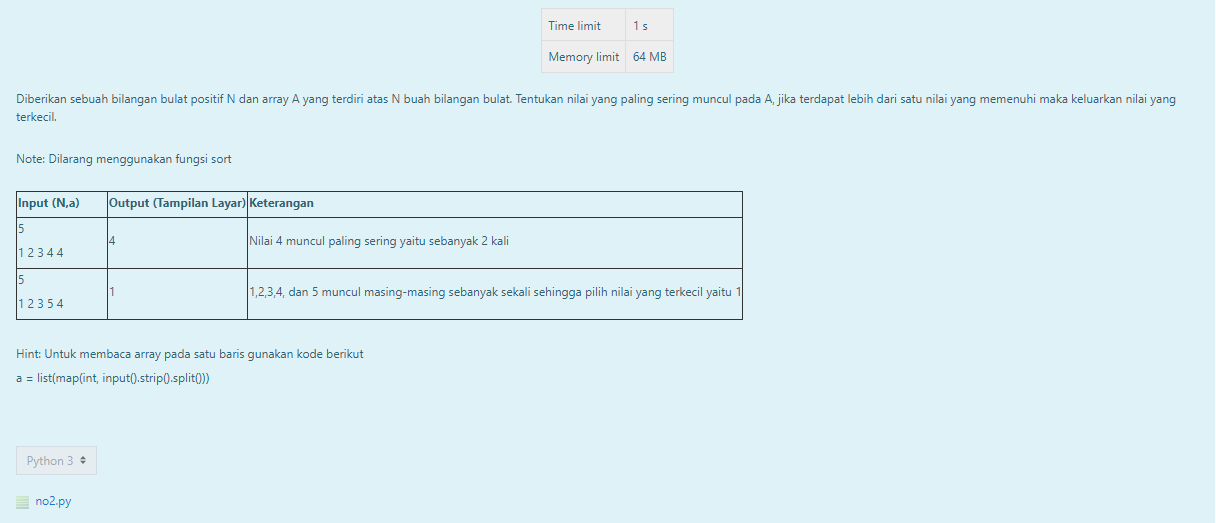 Time limit 1 s
Memory limit 64 MB
Diberikan sebuah bilangan bulat positif N dan array A yang terdiri atas N buah bilangan bulat. Tentukan nilai yang paling sering muncul pada A, jika terdapat lebih dari satu nilai yang memenuhi maka keluarkan nilai yang
terkecil.
Note: Dilarang menggunakan fungsi sort
Input (N,a) Output (Tampilan Layar) Keterangan
5
1 2 3 4 4
4
Nilai 4 muncul paling sering yaitu sebanyak 2 kali
5
1 2 3 5 4
1
1,2,3,4, dan 5 muncul masing-masing sebanyak sekali sehingga pilih nilai yang terkecil yaitu 1
Hint: Untuk membaca array pada satu baris gunakan kode berikut
a = list(map(int, input().strip().split()))
Python 3
no2.py